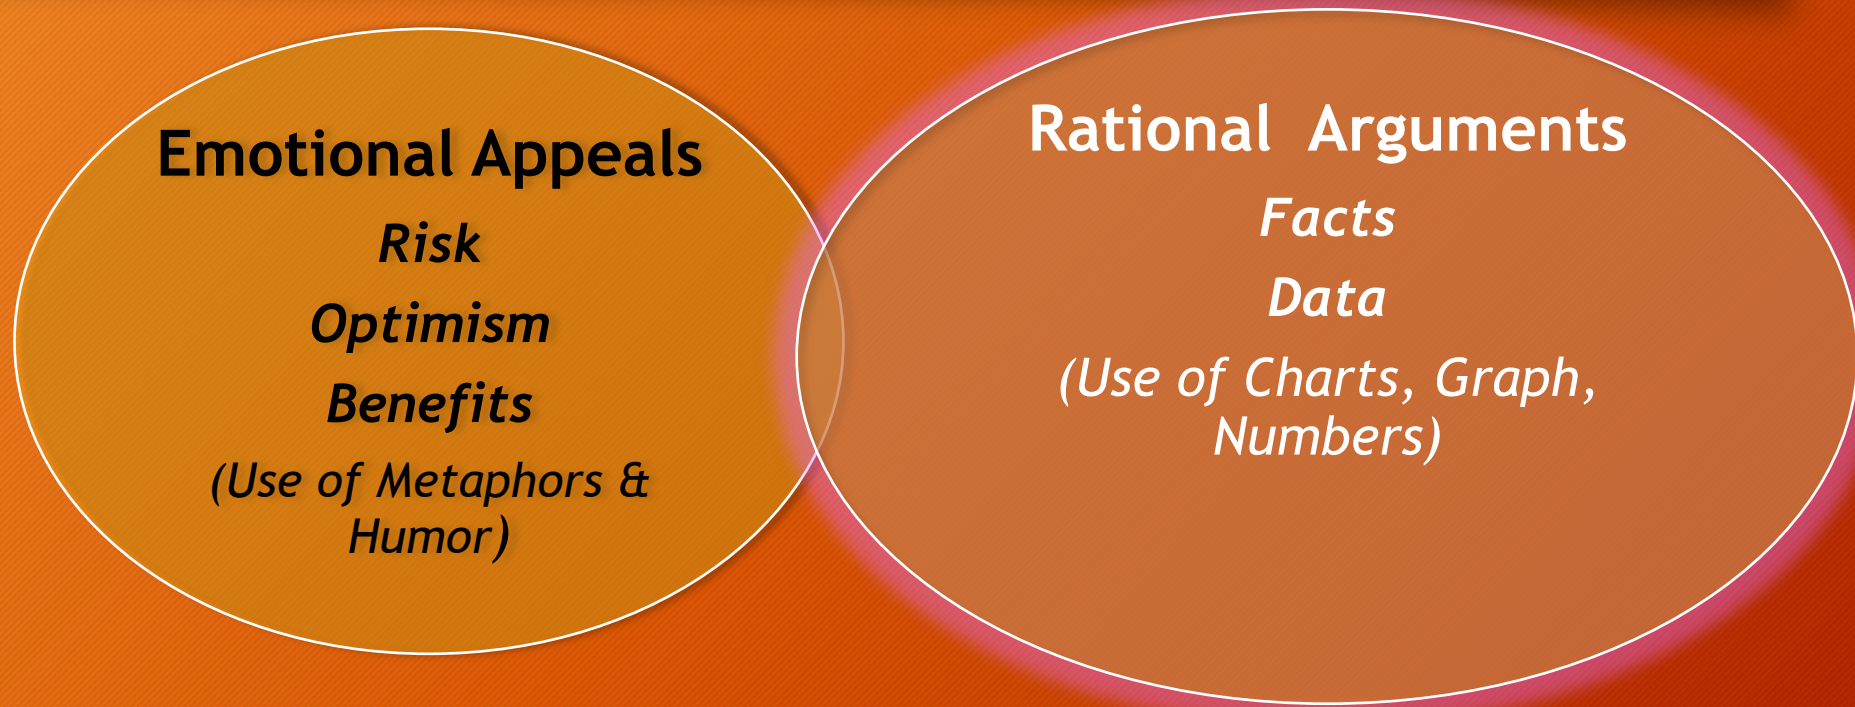 Emotional Appeals
Risk
Optimism
Benefits
(Use of Metaphors &
Humor)
Rational Arguments
Facts
Data
(Use of Charts, Graph,
Numbers)